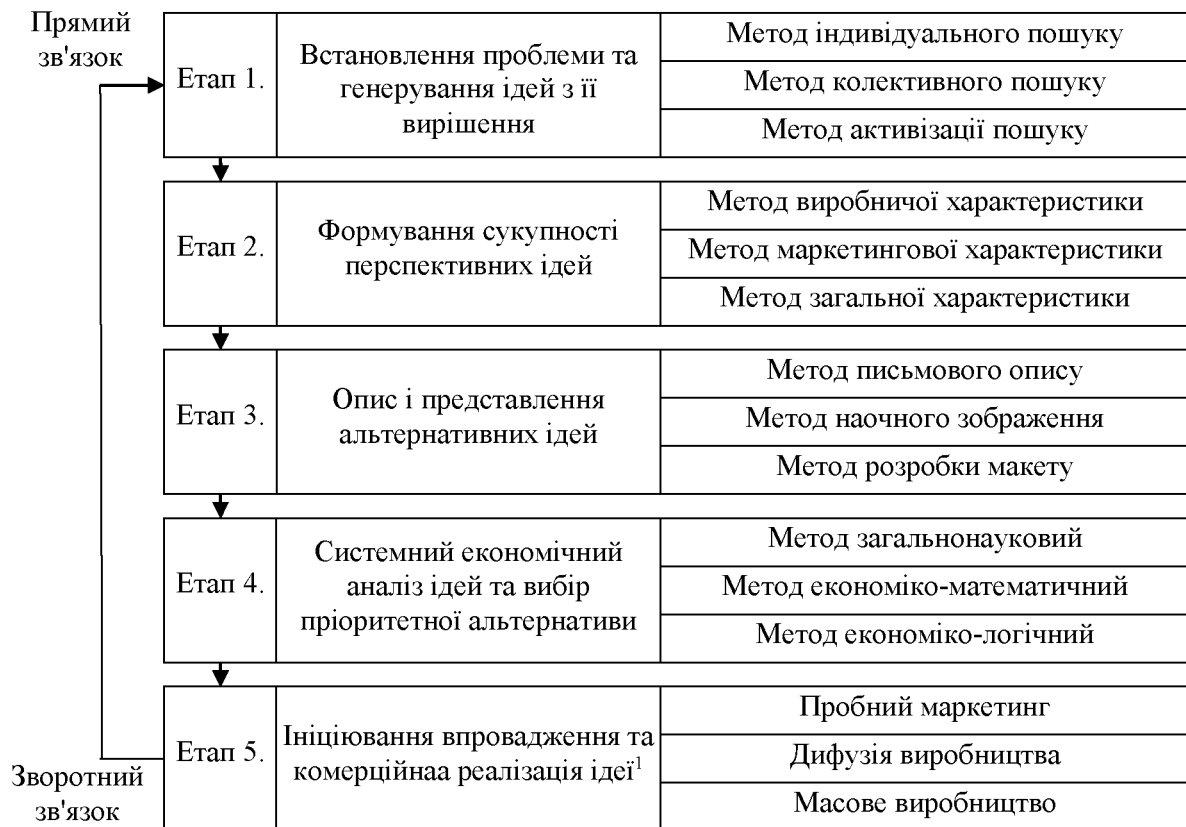 Прямий
зв'язок
Етап 1.
Встановлення проблеми та
генерування ідей з її
вирішення
Метод індивідуального пошуку
Метод колективного пошуку
Метод активізації пошуку
Етап 2.
Формування сукупності
перспективних ідей
Метод виробничої характеристики
Метод маркетингової характеристики
Метод загальної характеристики
Етап 3.
Опис і представлення
альтернативних ідей
Метод письмового опису
Метод наочного зображення
Метод розробки макету
Етап 4.
Системний економічний
аналіз ідей та вибір
пріоритетної альтернативи
Метод загальнонауковий
Метод економіко-математичний
Метод економіко-логічний
Етап 5.
Ініціювання впровадження та
комерційнаа реалізація ідеї¹
Пробний маркетинг
Дифузія виробництва
Масове виробництво
Зворотний
зв'язок